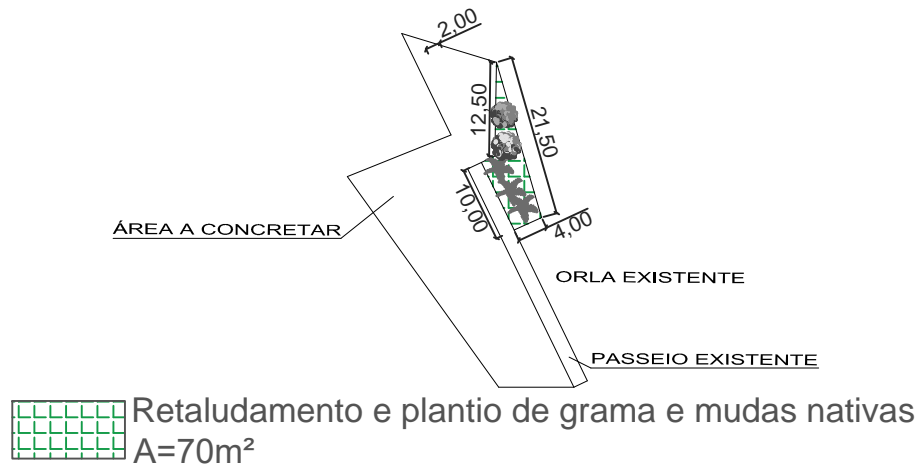 2,00
12,50
21,50
10,00
4,00
ÁREA A CONCRETAR
ORLA EXISTENTE
PASSEIO EXISTENTE
Retaludamento e plantio de grama e mudas nativas
A=70m²